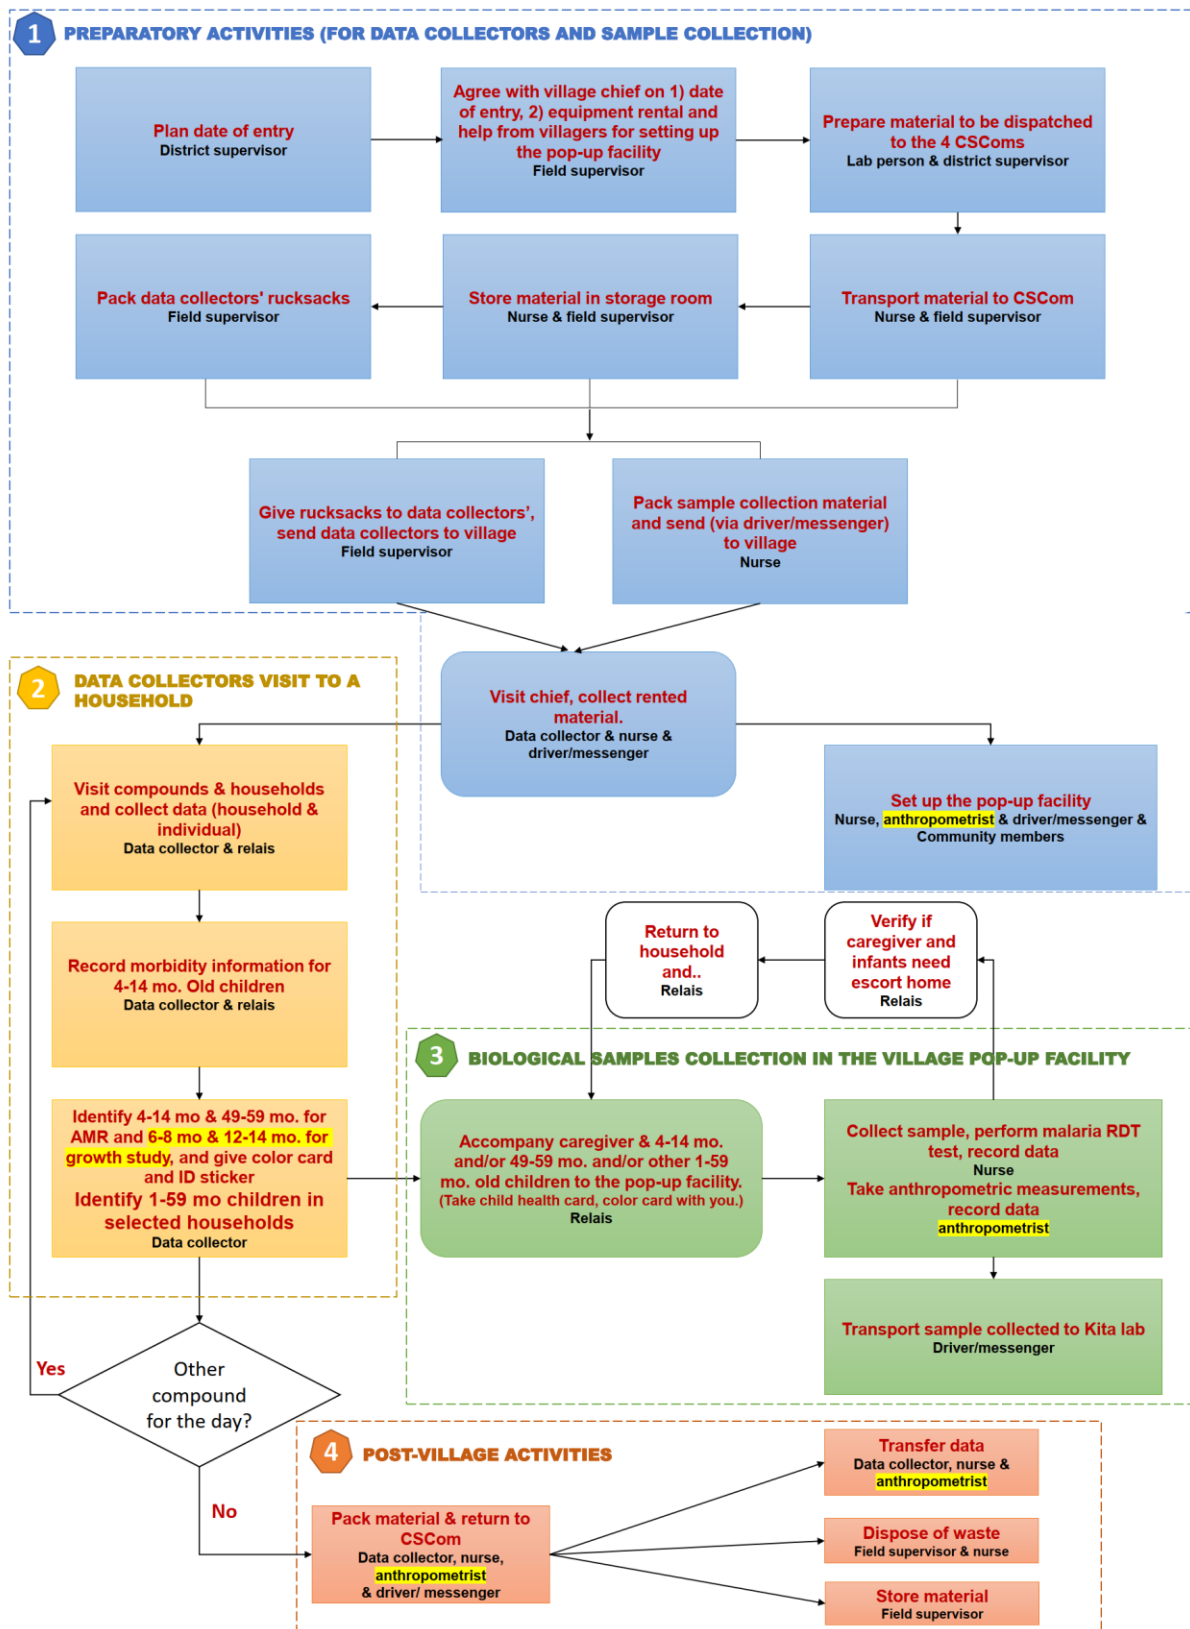 1 PREPARATORY ACTIVITIES (FOR DATA COLLECTORS AND SAMPLE COLLECTION)
Plan date of entry
District supervisor
Agree with village chief on 1) date
of entry, 2) equipment rental and
help from villagers for setting up
the pop-up facility
Field supervisor
Prepare material to be dispatched
to the 4 CSComs
Lab person & district supervisor
Pack data collectors' rucksacks
Field supervisor
Store material in storage room
Nurse & field supervisor
Transport material to CSCom
Nurse & field supervisor
Give rucksacks to data collectors’,
send data collectors to village
Field supervisor
Pack sample collection material
and send (via driver/messenger)
to village
Nurse
Visit chief, collect rented
material.
Data collector & nurse &
driver/messenger
Set up the pop-up facility
Nurse, anthropometrist & driver/messenger &
Community members
2 DATA COLLECTORS VISIT TO A
HOUSEHOLD
Visit compounds & households
and collect data (household &
individual)
Data collector & relais
Record morbidity information for
4-14 mo. Old children
Data collector & relais
Identify 4-14 mo & 49-59 mo. for
AMR and 6-8 mo & 12-14 mo. for
growth study, and give color card
and ID sticker
Identify 1-59 mo children in
selected households
Data collector
Other
compound
for the day?
Yes
No
Return to
household
and..
Relais
Verify if
caregiver and
infants need
escort home
Relais
3 BIOLOGICAL SAMPLES COLLECTION IN THE VILLAGE POP-UP FACILITY
Accompany caregiver & 4-14 mo.
and/or 49-59 mo. and/or other 1-59
mo. old children to the pop-up facility.
(Take child health card, color card with you.)
Relais
Collect sample, perform malaria RDT
test, record data
Nurse
Take anthropometric measurements,
record data
anthropometrist
Transport sample collected to Kita lab
Driver/messenger
4 POST-VILLAGE ACTIVITIES
Pack material & return to
CSCom
Data collector, nurse,
anthropometrist
& driver/ messenger
Transfer data
Data collector, nurse &
anthropometrist
Dispose of waste
Field supervisor & nurse
Store material
Field supervisor